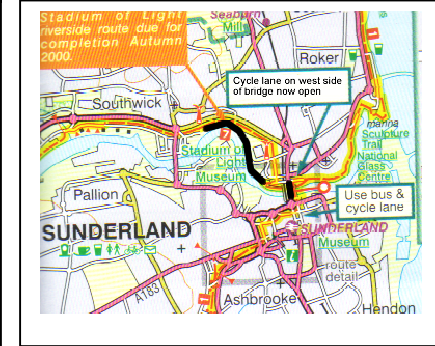 Stadium of Light
riverside route due for
completion Autumn
2000.
Seaburn
Mill
Roker
Cycle lane on west side
of bridge now open
Southwick
marina
Sculpture
Trail
National
Glass
Centre
Stadium of
Light
Museum
Pallion
Use bus &
cycle lane
SUNDERLAND
SUNDERLAND
Museum
route
detail
A183
Ashbrooke
Hendon